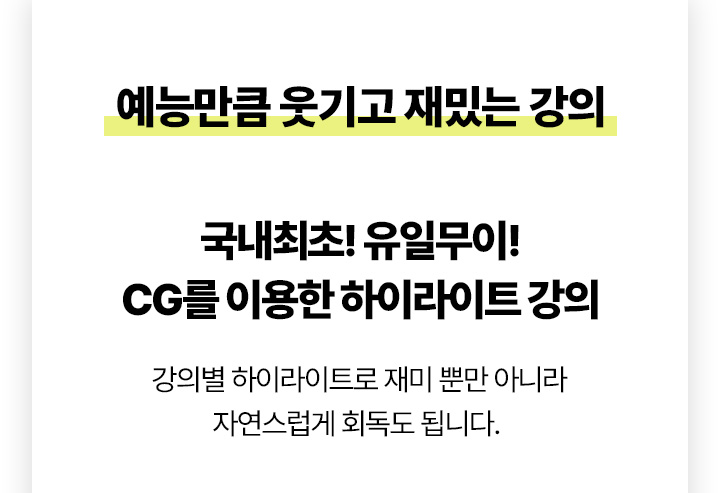 예능만큼 웃기고 재밌는 강의
국내최초! 유일무이!
CG를 이용한 하이라이트 강의
강의별 하이라이트로 재미 뿐만 아니라
자연스럽게 회독도 됩니다.